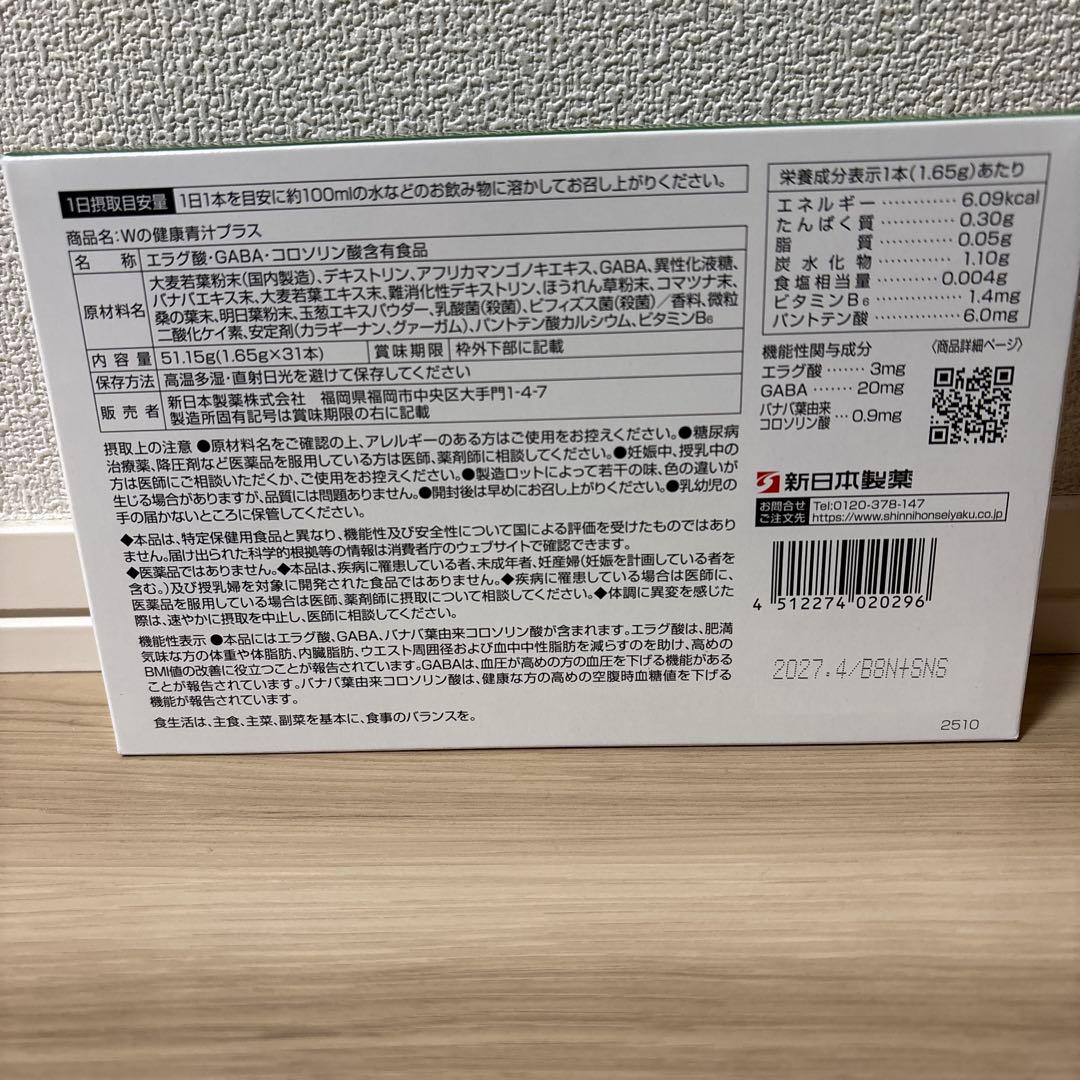 1日摂取目安量 1日1本を目安に約100mlの水などのお飲み物に溶かしてお召し上がりください。
商品名:Wの健康青汁プラス
名称 エラグ酸・GABA・コロソリン酸含有食品
原材料名 大麦若葉粉末(国内製造)、デキストリン、アフリカマンゴノキエキス、GABA、異性化液糖、
バナバエキス末、大麦若葉エキス末、難消化性デキストリン、ほうれん草粉末、コマツナ末、
桑の葉末、明日葉粉末、玉葱エキスパウダー、乳酸菌(殺菌)、ビフィズス菌(殺菌)/香料、微粒
二酸化ケイ素、安定剤(カラギーナン、グァーガム)、パントテン酸カルシウム、ビタミンB₆
内容量 51.15g(1.65g×31本) 賞味期限 枠外下部に記載
保存方法 高温多湿・直射日光を避けて保存してください
販売者 新日本製薬株式会社 福岡県福岡市中央区大手門1-4-7
製造所固有記号は賞味期限の右に記載
摂取上の注意 ●原材料名をご確認の上、アレルギーのある方はご使用をお控えください。●糖尿病
治療薬、降圧剤など医薬品を服用している方は医師、薬剤師に相談してください。●妊娠中、授乳中の
方は医師にご相談いただくか、ご使用をお控えください。●製造ロットによって若干の味、色の違いが
生じる場合がありますが、品質には問題ありません。●開封後は早めにお召し上がりください。●乳幼児の
手の届かないところに保管してください。
◆本品は、特定保健用食品と異なり、機能性及び安全性について国による評価を受けたものではあり
ません。届け出られた科学的根拠等の情報は消費者庁のウェブサイトで確認できます。
◆医薬品ではありません。◆本品は、疾病に罹患している者、未成年者、妊産婦(妊娠を計画している者を
含む。)及び授乳婦を対象に開発された食品ではありません。◆疾病に罹患している場合は医師に、
医薬品を服用している場合は医師、薬剤師に摂取について相談してください。◆体調に異変を感じた
際は、速やかに摂取を中止し、医師に相談してください。
機能性表示 ●本品にはエラグ酸、GABA、バナバ葉由来コロソリン酸が含まれます。エラグ酸は、肥満
気味な方の体重や体脂肪、内臓脂肪、ウエスト周囲径および血中中性脂肪を減らすのを助け、高めの
BMI値の改善に役立つことが報告されています。GABAは、血圧が高めの方の血圧を下げる機能がある
ことが報告されています。バナバ葉由来コロソリン酸は、健康な方の高めの空腹時血糖値を下げる
機能が報告されています。
食生活は、主食、主菜、副菜を基本に、食事のバランスを。
栄養成分表示1本(1.65g)あたり
エネルギー…………6.09kcal
たんぱく質…………0.30g
脂質…………0.05g
炭水化物…………1.10g
食塩相当量…………0.004g
ビタミンB₆…………1.4mg
パントテン酸…………6.0mg
機能性関与成分
エラグ酸……3mg
GABA……20mg
バナバ葉由来
コロソリン酸…0.9mg
〈商品詳細ページ〉
新日本製薬
お問合せ Tel:0120-378-147
ご注文先 https://www.shinnihonseiyaku.co.jp
4 512274 020296
2027.4/B8N+SNS
2510